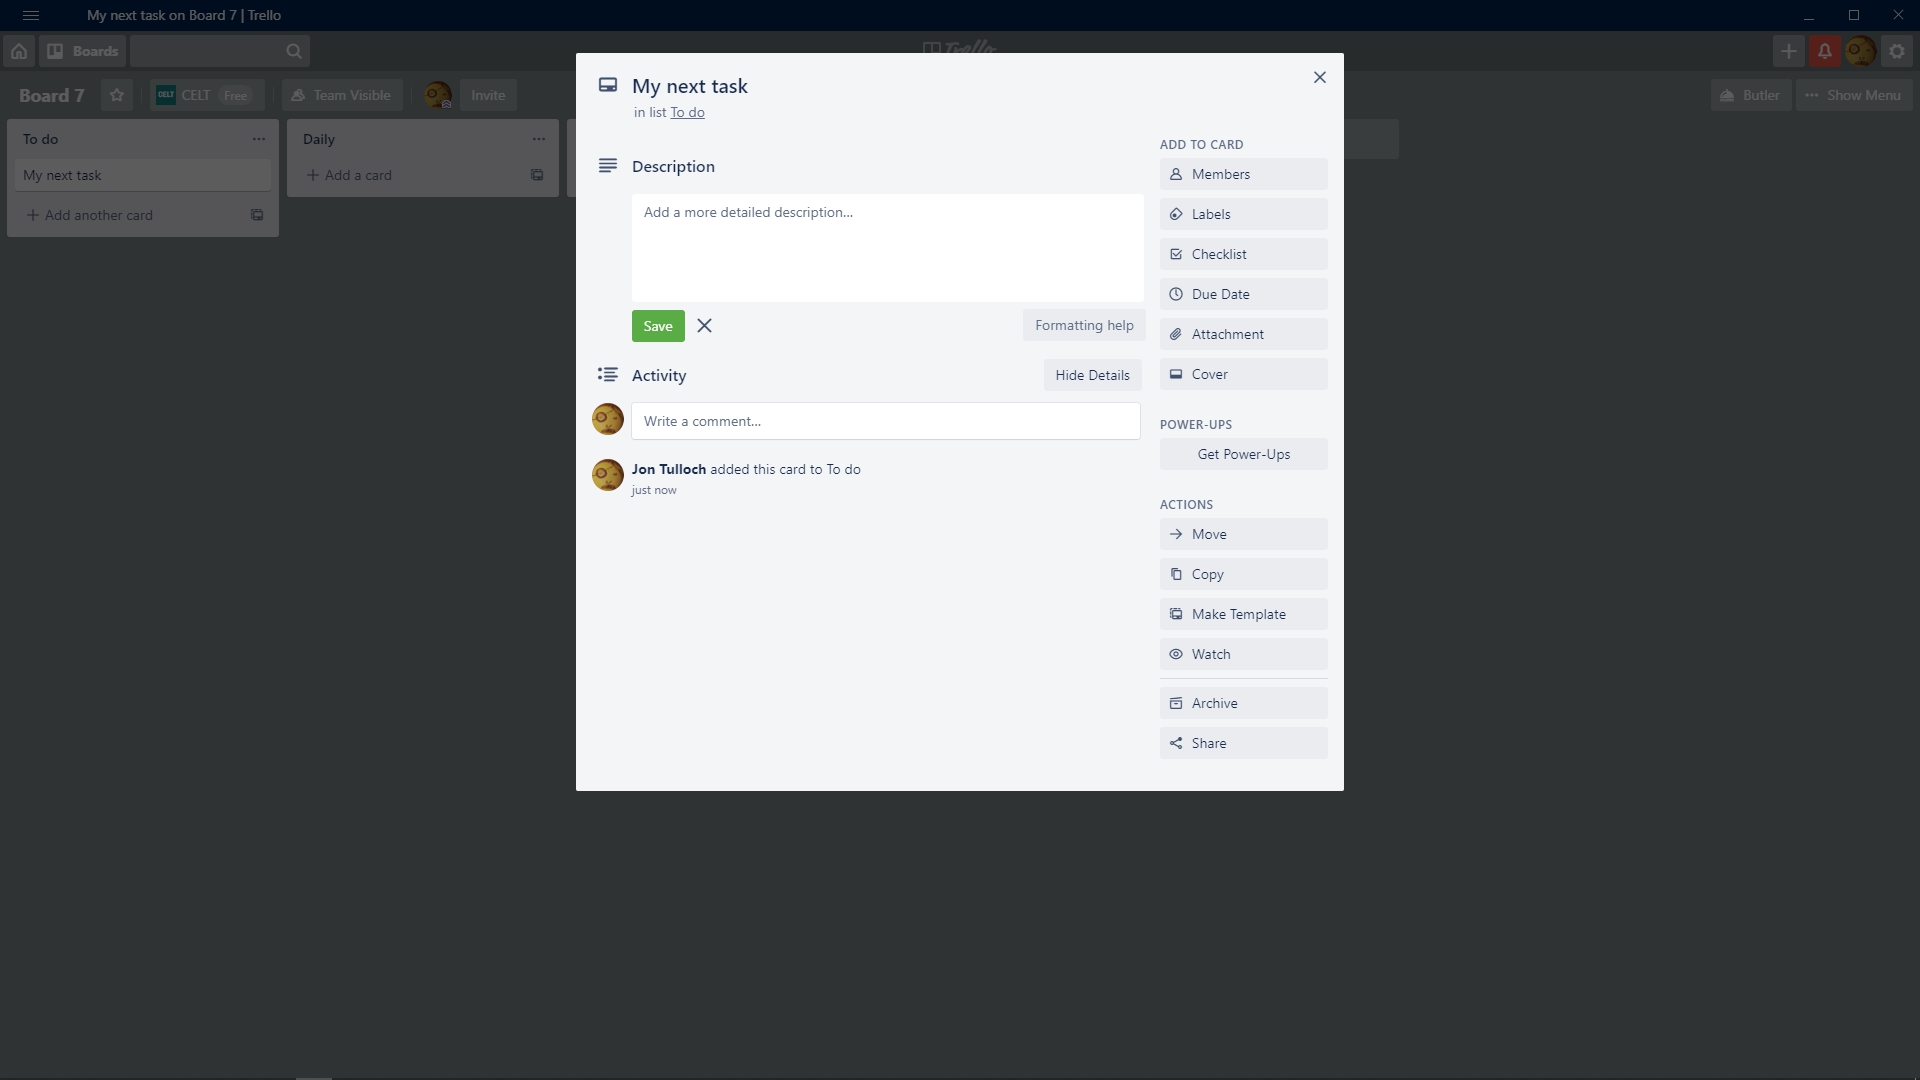 My next task on Board 7 | Trello
Boards
Trello
Board 7
CELT
CELT
Free
Team Visible
Invite
Butler
Show Menu
To do
My next task
Add another card
Daily
Add a card
My next task
in list To do
Description
Add a more detailed description...
Save
Formatting help
Activity
Hide Details
Write a comment...
Jon Tulloch added this card to To do
just now
ADD TO CARD
Members
Labels
Checklist
Due Date
Attachment
Cover
POWER-UPS
Get Power-Ups
ACTIONS
Move
Copy
Make Template
Watch
Archive
Share